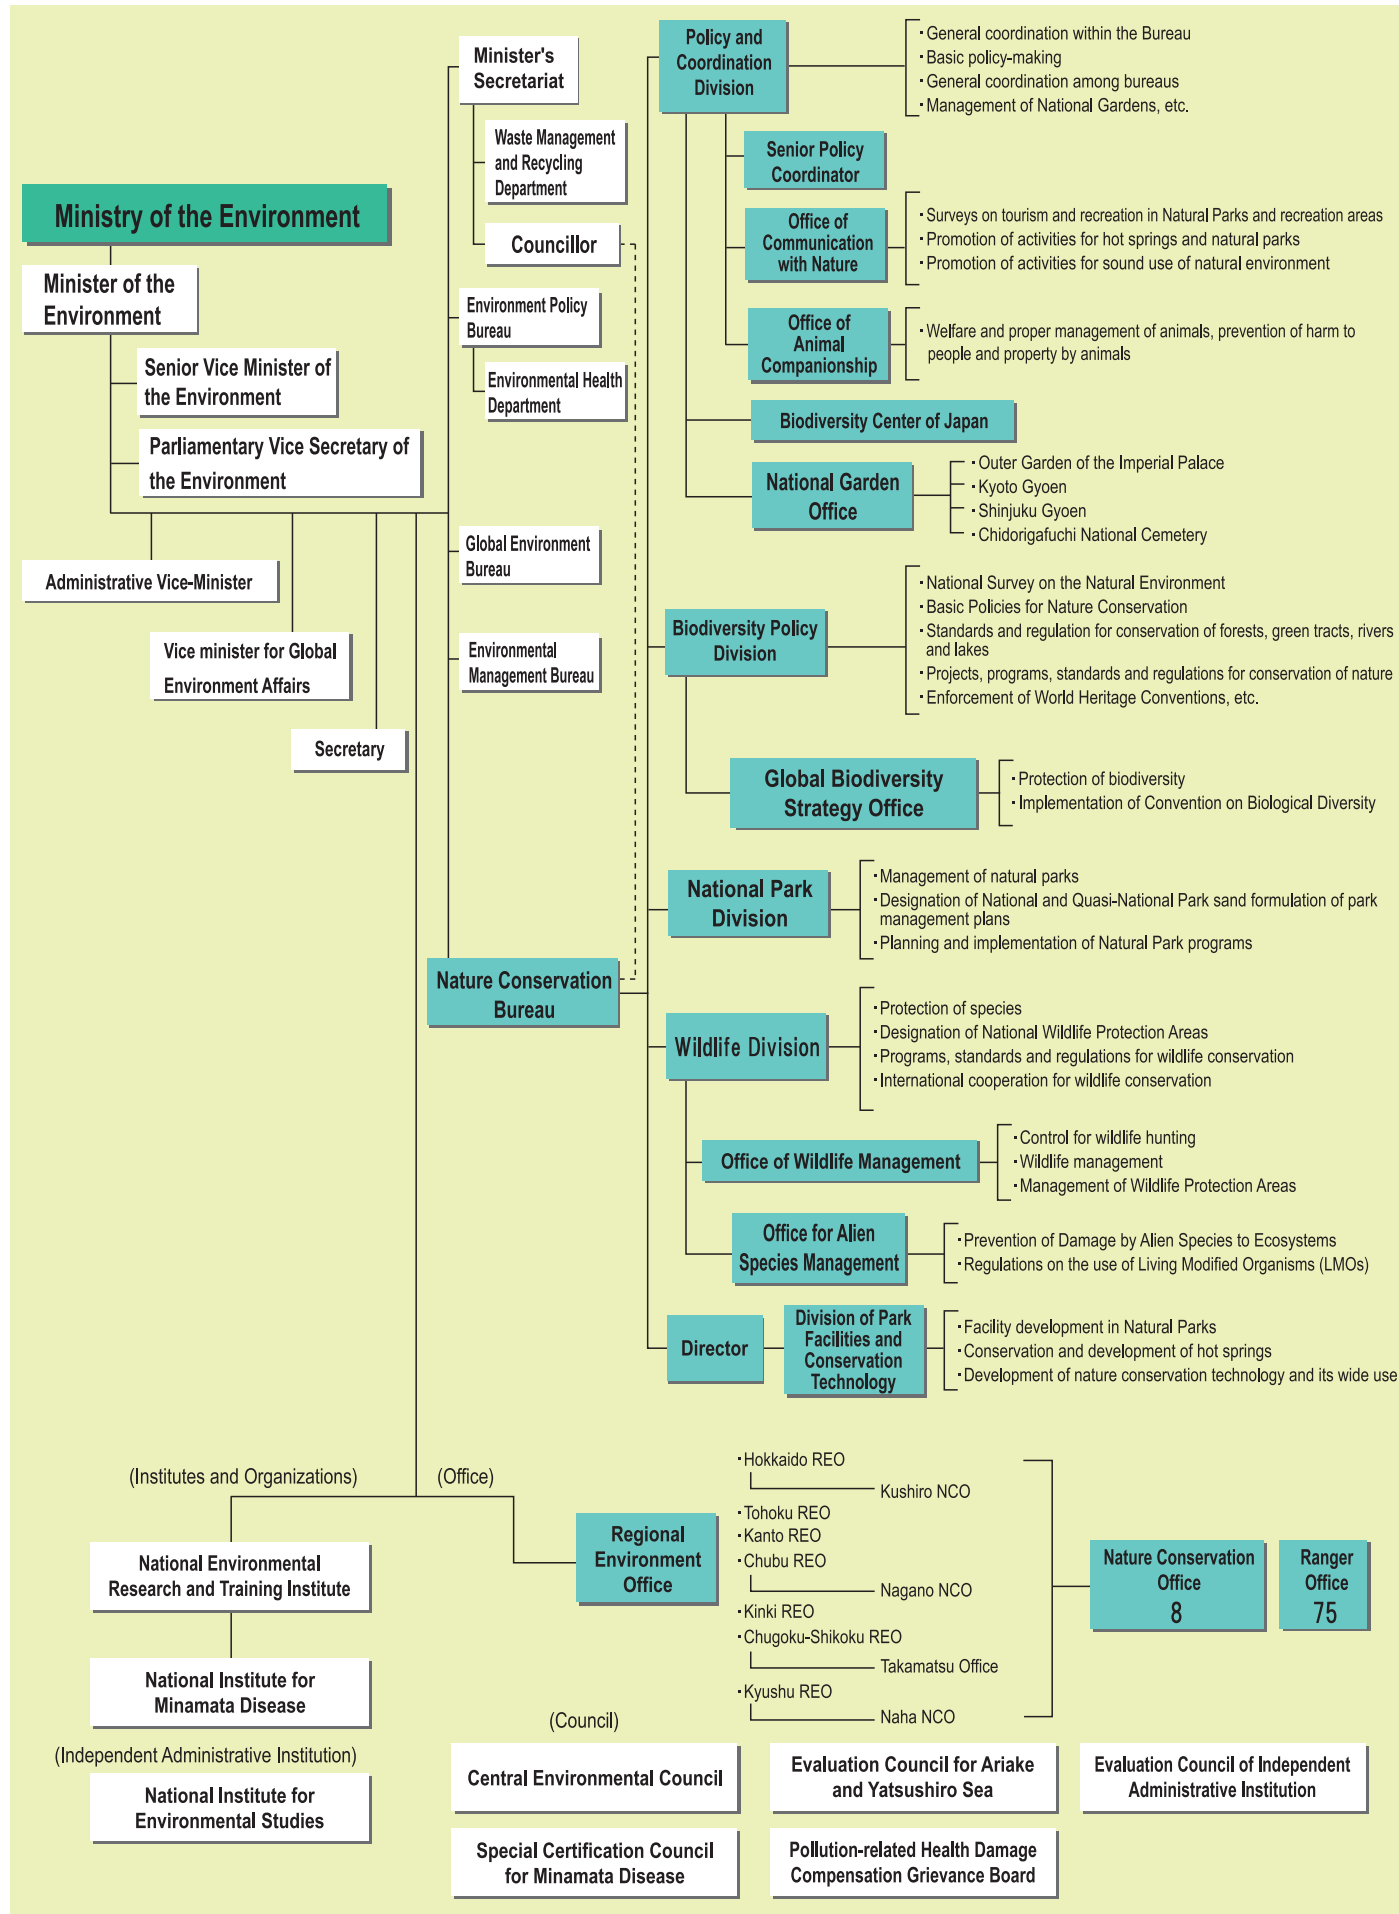 Ministry of the Environment
Minister of the
Environment
Senior Vice Minister of
the Environment
Parliamentary Vice Secretary of
the Environment
Administrative Vice-Minister
Vice minister for Global
Environment Affairs
Secretary
Minister's
Secretariat
Waste Management
and Recycling
Department
Councillor
Environment Policy
Bureau
Environmental Health
Department
Global Environment
Bureau
Environmental
Management Bureau
Nature Conservation
Bureau
Policy and
Coordination
Division
・General coordination within the Bureau
・Basic policy-making
・General coordination among bureaus
・Management of National Gardens, etc.
Senior Policy
Coordinator
Office of
Communication
with Nature
・Surveys on tourism and recreation in Natural Parks and recreation areas
・Promotion of activities for hot springs and natural parks
・Promotion of activities for sound use of natural environment
Office of
Animal
Companionship
・Welfare and proper management of animals, prevention of harm to
people and property by animals
Biodiversity Center of Japan
National Garden
Office
・Outer Garden of the Imperial Palace
・Kyoto Gyoen
・Shinjuku Gyoen
・Chidorigafuchi National Cemetery
Biodiversity Policy
Division
・National Survey on the Natural Environment
・Basic Policies for Nature Conservation
・Standards and regulation for conservation of forests, green tracts, rivers
and lakes
・Projects, programs, standards and regulations for conservation of nature
・Enforcement of World Heritage Conventions, etc.
Global Biodiversity
Strategy Office
・Protection of biodiversity
・Implementation of Convention on Biological Diversity
National Park
Division
・Management of natural parks
・Designation of National and Quasi-National Park sand formulation of park
management plans
・Planning and implementation of Natural Park programs
Wildlife Division
・Protection of species
・Designation of National Wildlife Protection Areas
・Programs, standards and regulations for wildlife conservation
・International cooperation for wildlife conservation
Office of Wildlife Management
・Control for wildlife hunting
・Wildlife management
・Management of Wildlife Protection Areas
Office for Alien
Species Management
・Prevention of Damage by Alien Species to Ecosystems
・Regulations on the use of Living Modified Organisms (LMOs)
Director
Division of Park
Facilities and
Conservation
Technology
・Facility development in Natural Parks
・Conservation and development of hot springs
・Development of nature conservation technology and its wide use
(Institutes and Organizations)
(Office)
National Environmental
Research and Training Institute
National Institute for
Minamata Disease
(Independent Administrative Institution)
National Institute for
Environmental Studies
Regional
Environment
Office
・Hokkaido REO
Kushiro NCO
・Tohoku REO
・Kanto REO
・Chubu REO
Nagano NCO
・Kinki REO
・Chugoku-Shikoku REO
Takamatsu Office
・Kyushu REO
Naha NCO
Nature Conservation
Office
8
Ranger
Office
75
(Council)
Central Environmental Council
Evaluation Council for Ariake
and Yatsushiro Sea
Evaluation Council of Independent
Administrative Institution
Special Certification Council
for Minamata Disease
Pollution-related Health Damage
Compensation Grievance Board